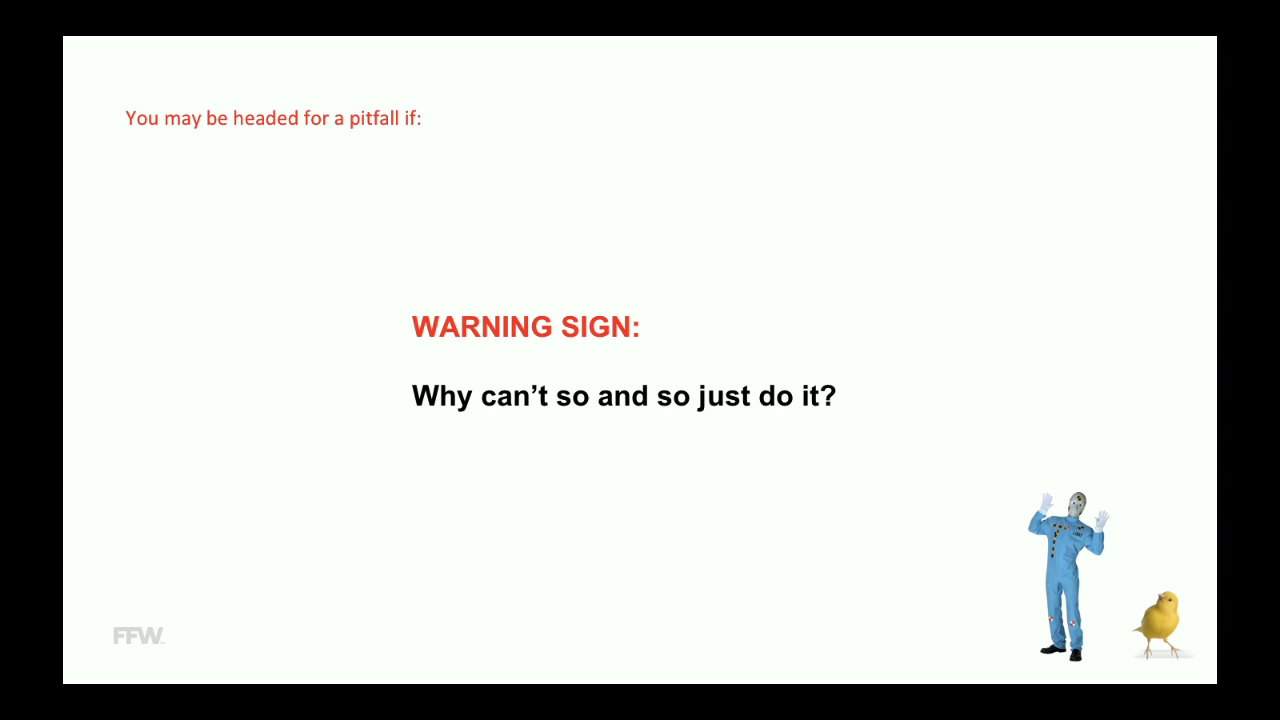 You may be headed for a pitfall if:
WARNING SIGN:
Why can’t so and so just do it?
FFW